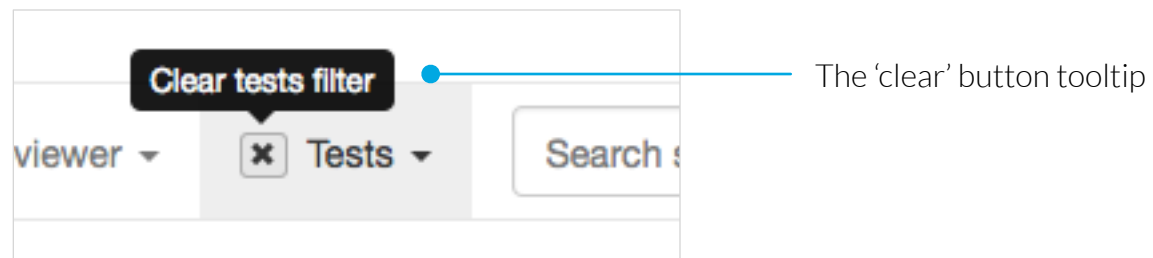 Clear tests filter
The ‘clear’ button tooltip
viewer
Tests
Search